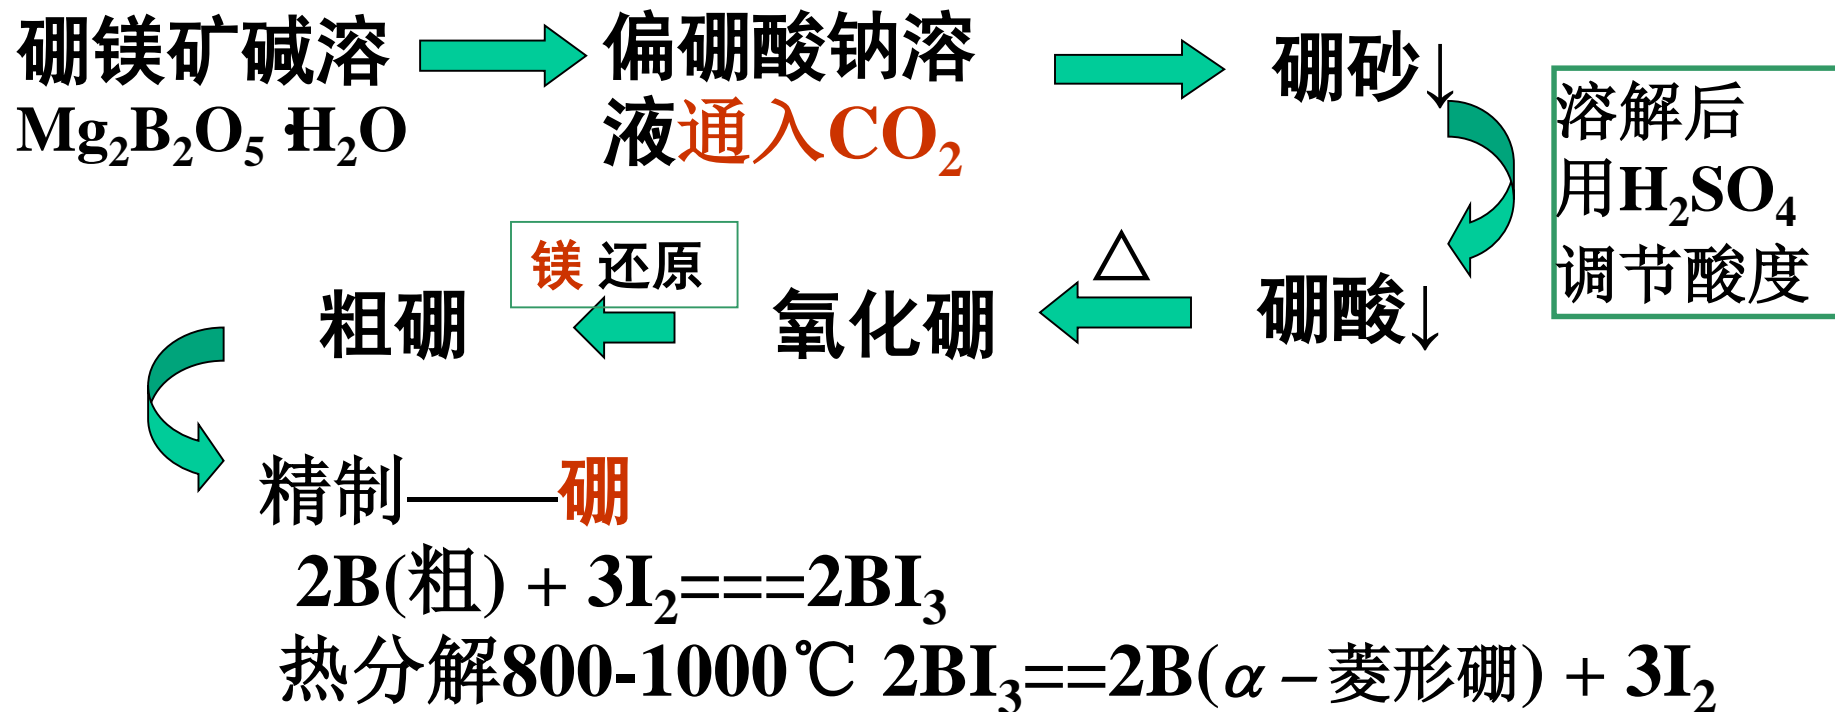 硼镁矿碱溶
Mg₂B₂O₅·H₂O
偏硼酸钠溶
液通入CO₂
硼砂↓
溶解后
用H₂SO₄
调节酸度
硼酸↓
△
氧化硼
镁 还原
粗硼
精制——硼
2B(粗) + 3I₂===2BI₃
热分解800-1000℃ 2BI₃==2B(α－菱形硼) + 3I₂